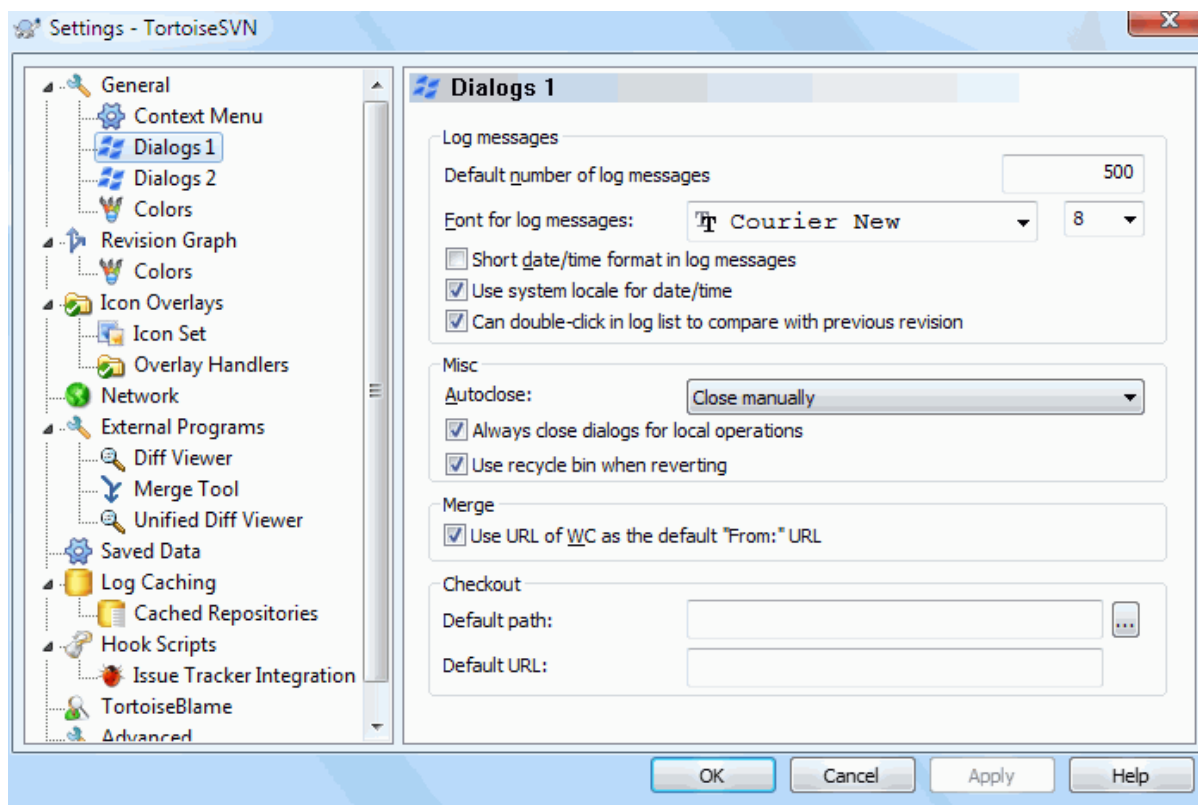 Settings - TortoiseSVN
General
Context Menu
Dialogs 1
Dialogs 2
Colors
Revision Graph
Colors
Icon Overlays
Icon Set
Overlay Handlers
Network
External Programs
Diff Viewer
Merge Tool
Unified Diff Viewer
Saved Data
Log Caching
Cached Repositories
Hook Scripts
Issue Tracker Integration
TortoiseBlame
Advanced
Dialogs 1
Log messages
Default number of log messages 500
Font for log messages: Courier New 8
Short date/time format in log messages
Use system locale for date/time
Can double-click in log list to compare with previous revision
Misc
Autoclose: Close manually
Always close dialogs for local operations
Use recycle bin when reverting
Merge
Use URL of WC as the default "From:" URL
Checkout
Default path: ...
Default URL:
OK Cancel Apply Help